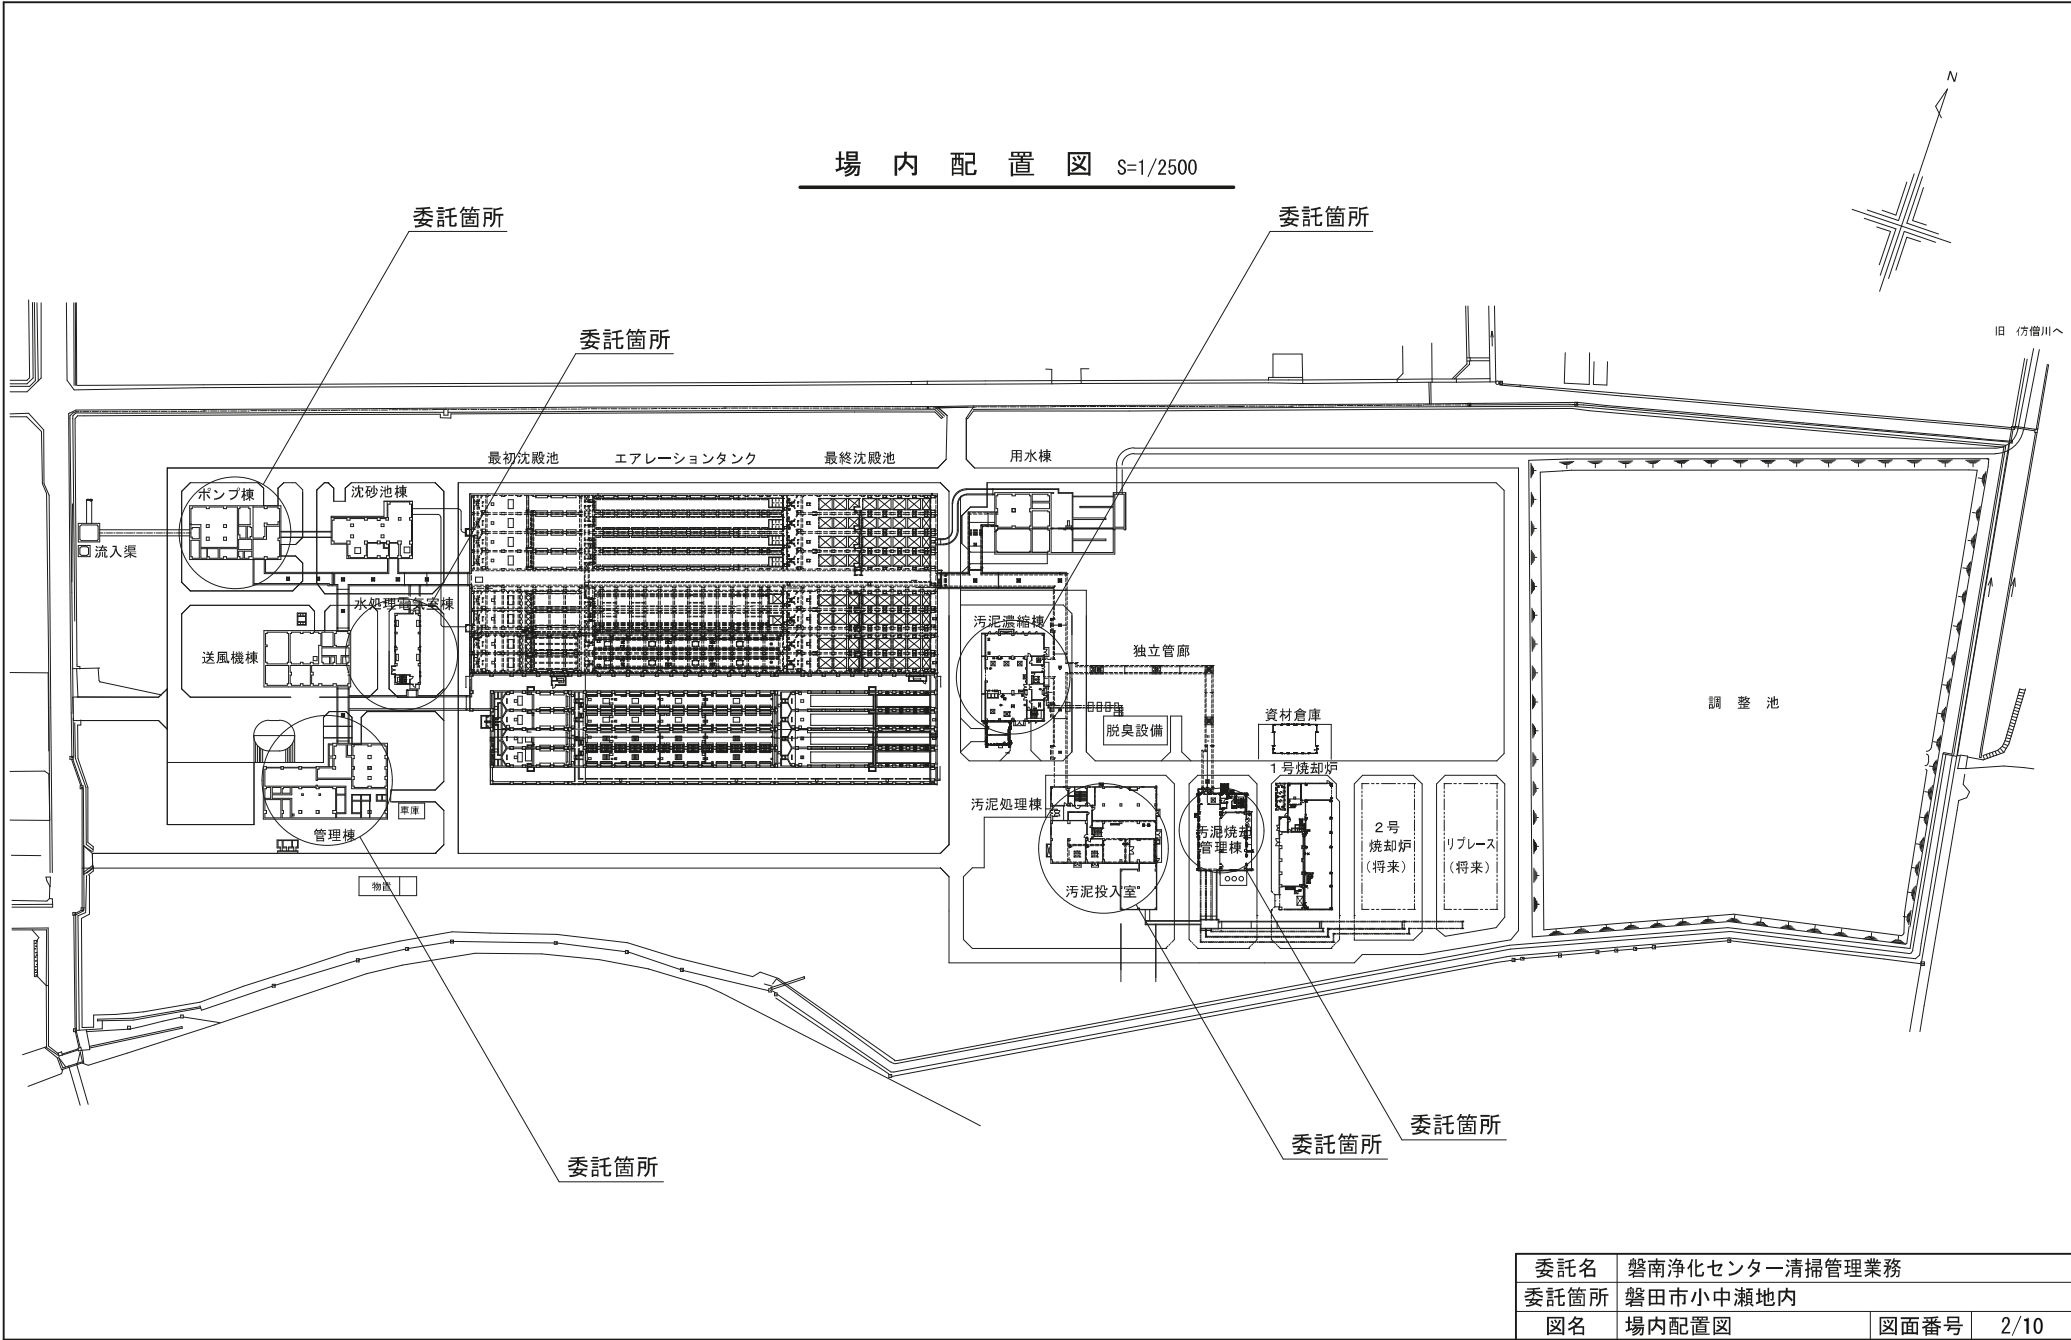 N
場内配置図 S=1/2500
委託箇所
委託箇所
委託箇所
旧 仿僧川へ
最初沈殿池
エアレーションタンク
最終沈殿池
用水棟
ポンプ棟
沈砂池棟
流入渠
水処理電気室棟
送風機棟
汚泥濃縮棟
独立管廊
調整池
脱臭設備
資材倉庫
1号焼却炉
汚泥処理棟
車庫
管理棟
汚泥焼却
管理棟
2号
焼却炉
(将来)
リプレース
(将来)
物置
汚泥投入室
委託箇所
委託箇所
委託箇所
委託名 磐南浄化センター清掃管理業務
委託箇所 磐田市小中瀬地内
図名 場内配置図 図面番号 2/10